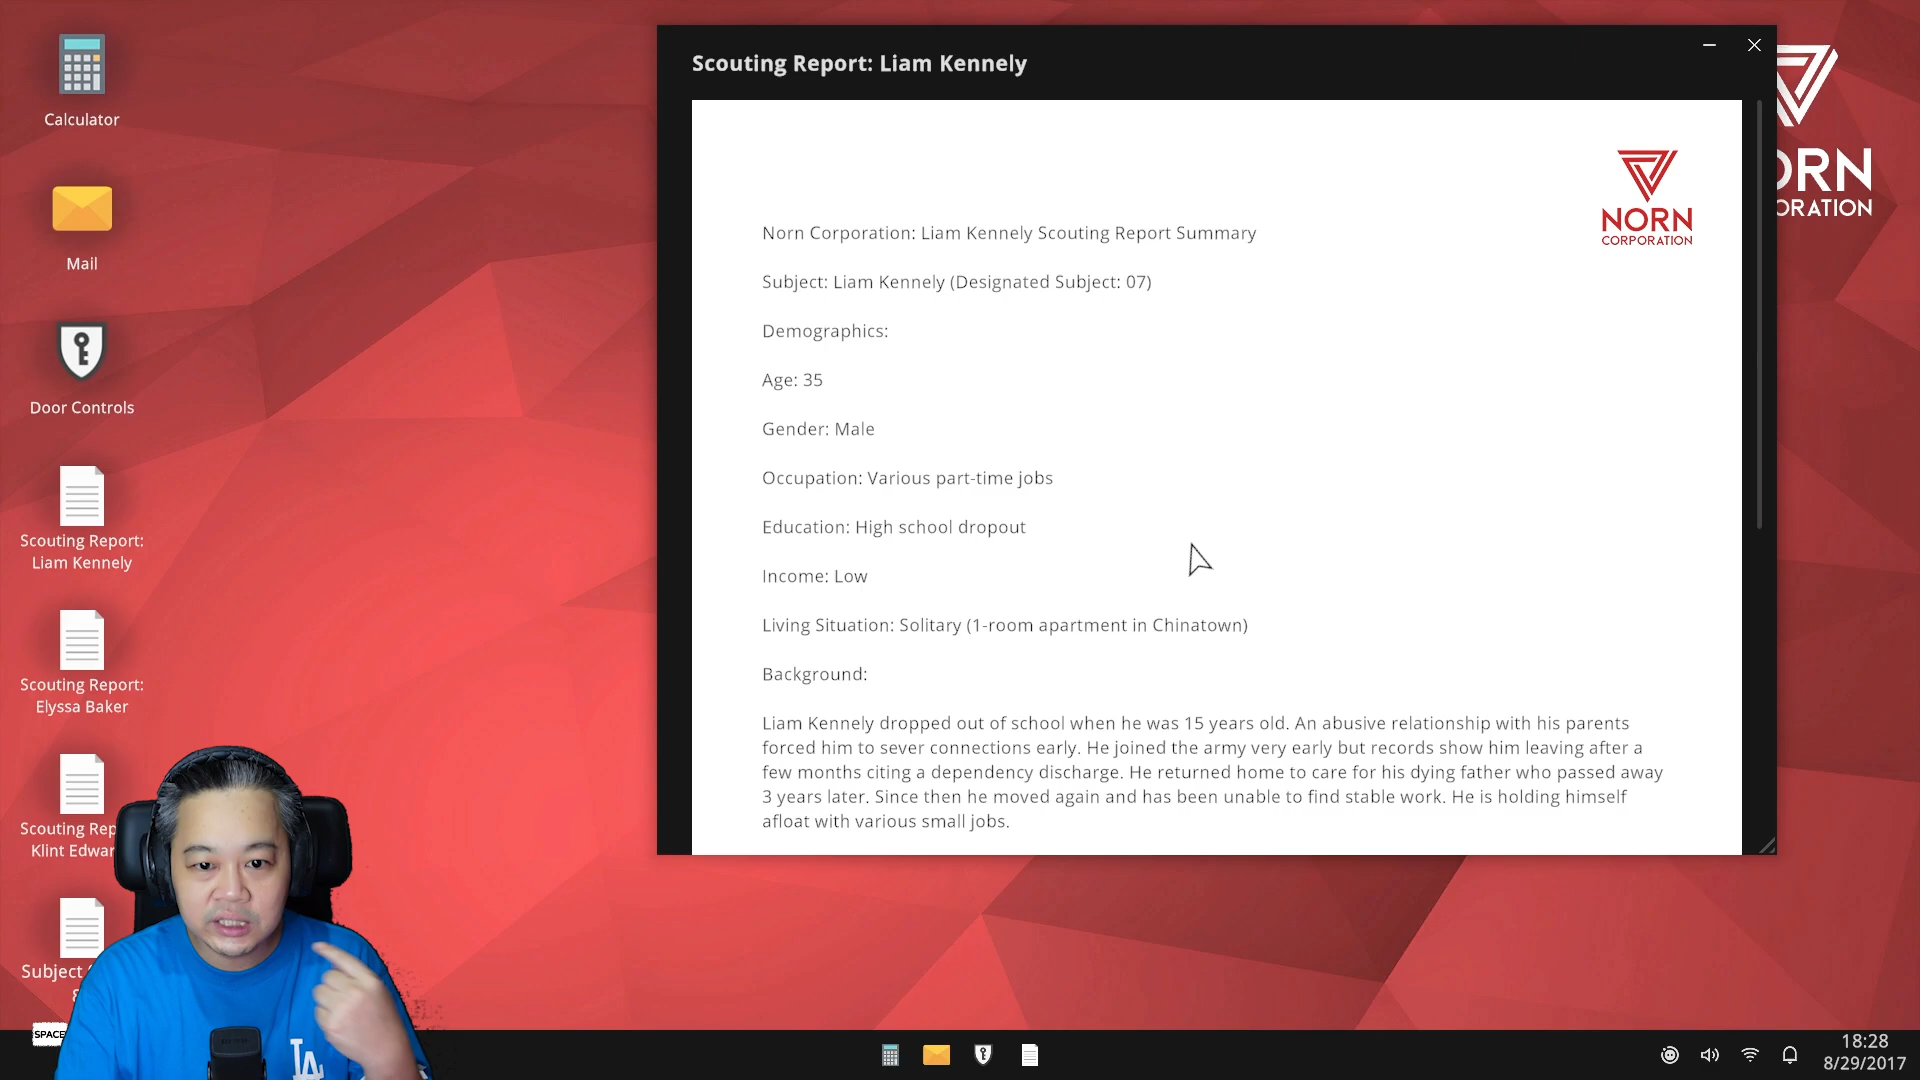 Calculator
Mail
Door Controls
Scouting Report:
Liam Kennely
Scouting Report:
Elyssa Baker
Scouting Rep
Klint Edwar
Subject
SPACE
Scouting Report: Liam Kennely
NORN
CORPORATION
Norn Corporation: Liam Kennely Scouting Report Summary
Subject: Liam Kennely (Designated Subject: 07)
Demographics:
Age: 35
Gender: Male
Occupation: Various part-time jobs
Education: High school dropout
Income: Low
Living Situation: Solitary (1-room apartment in Chinatown)
Background:
Liam Kennely dropped out of school when he was 15 years old. An abusive relationship with his parents
forced him to sever connections early. He joined the army very early but records show him leaving after a
few months citing a dependency discharge. He returned home to care for his dying father who passed away
3 years later. Since then he moved again and has been unable to find stable work. He is holding himself
afloat with various small jobs.
ORN
ORATION
LA
18:28
8/29/2017